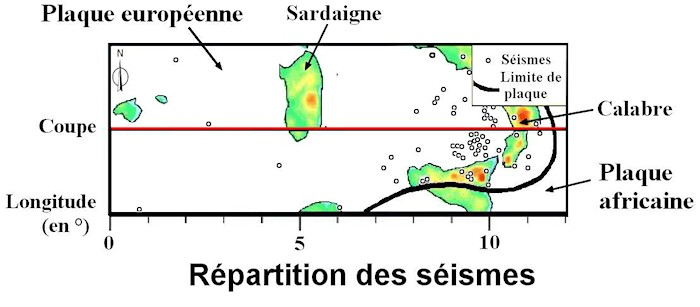 Plaque européenne
Sardaigne
N
Séismes
Limite de
plaque
Calabre
Coupe
Plaque
africaine
Longitude
(en °)
0
5
10
Répartition des séismes